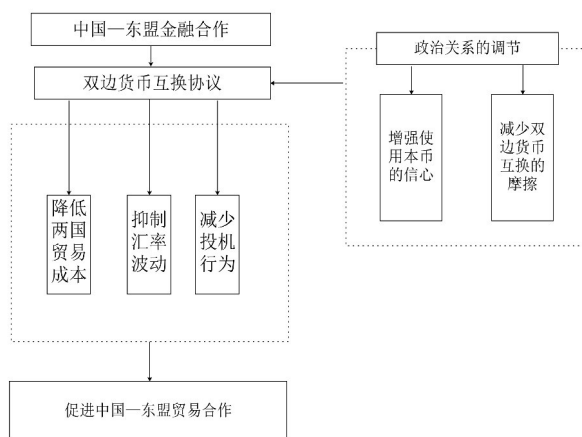 中国—东盟金融合作
双边货币互换协议
政治关系的调节
增强使
用本币
的信心
减少双
边货币
互换的
摩擦
降低
两国
贸易
成本
抑制
汇率
波动
减少
投机
行为
促进中国—东盟贸易合作